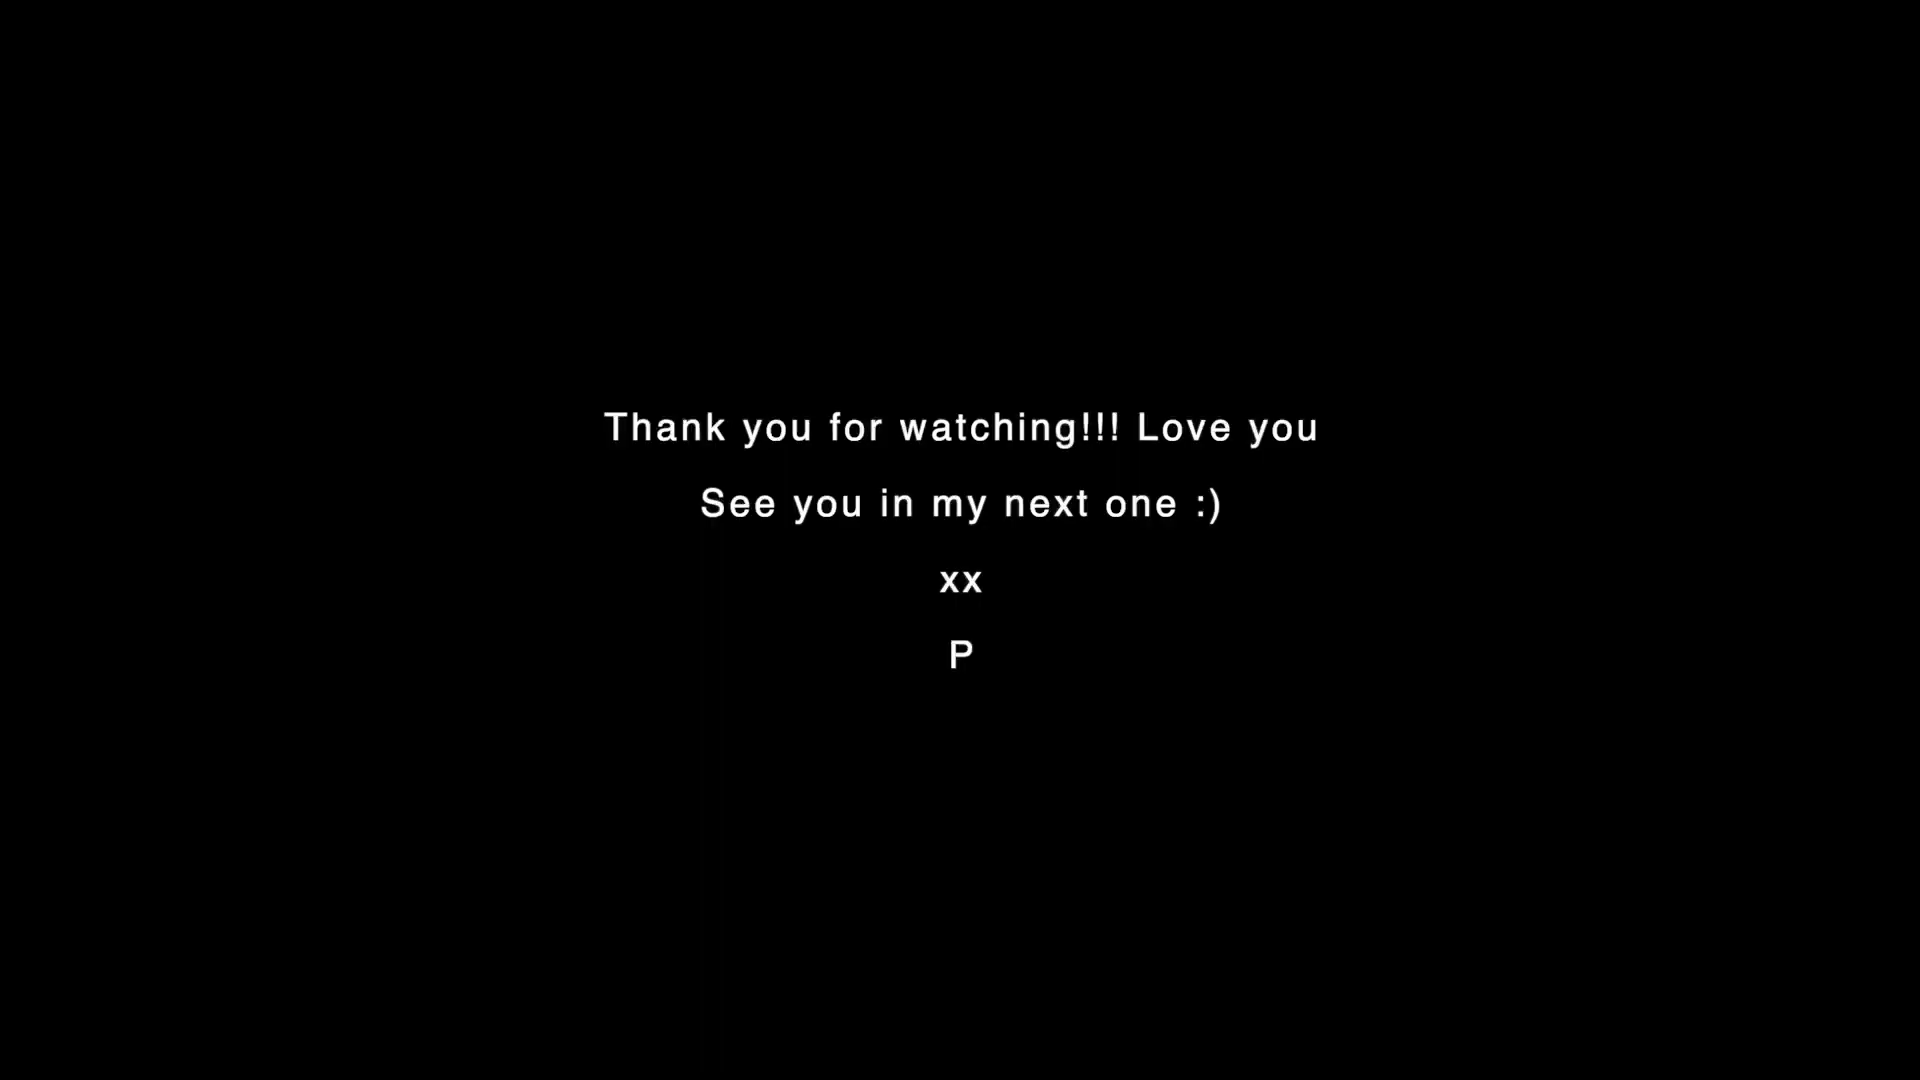 Thank you for watching!!! Love you
See you in my next one :)
xx
P